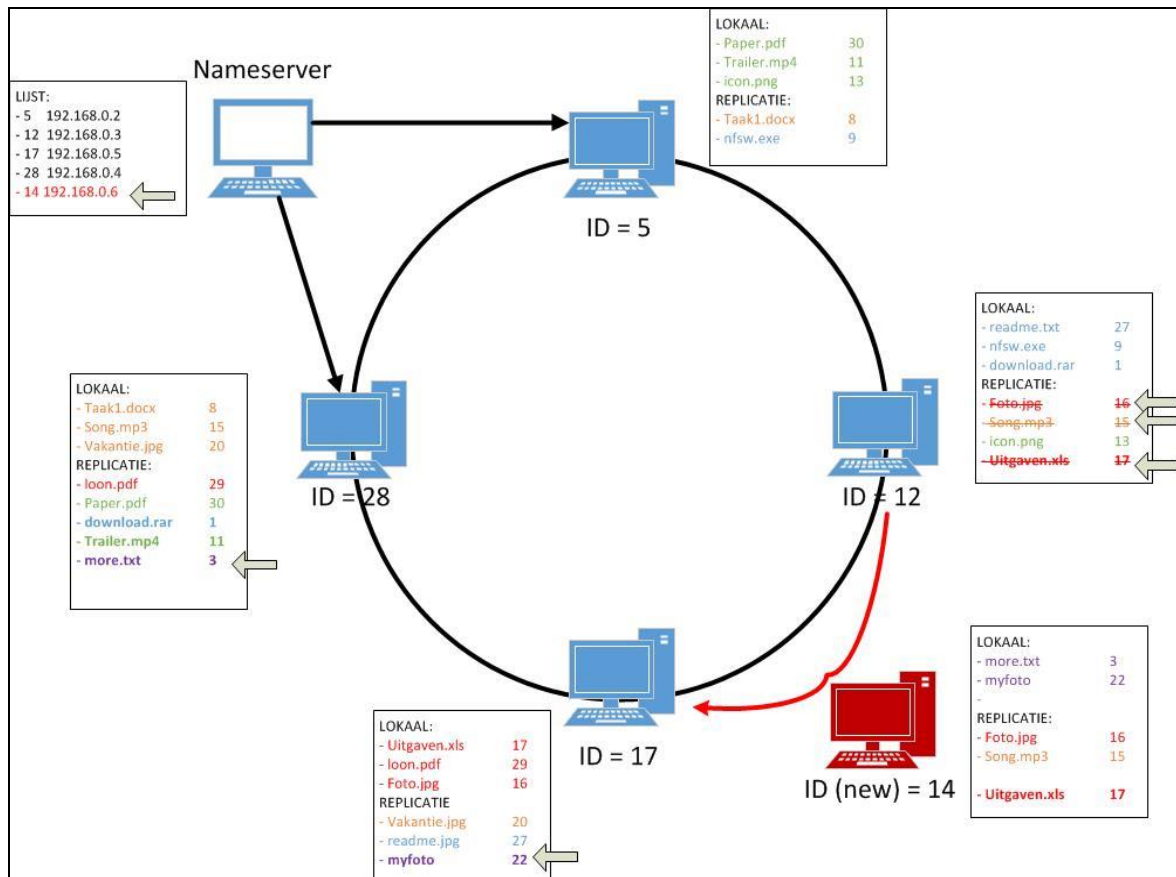 Nameserver
LIJST:
- 5 192.168.0.2
- 12 192.168.0.3
- 17 192.168.0.5
- 28 192.168.0.4
- 14 192.168.0.6
LOKAAL:
- Paper.pdf 30
- Trailer.mp4 11
- icon.png 13
REPLICATIE:
- Taak1.docx 8
- nfsw.exe 9
ID = 5
LOKAAL:
- readme.txt 27
- nfsw.exe 9
- download.rar 1
REPLICATIE:
- Foto.jpg 16
- Song.mp3 15
- icon.png 13
- Uitgaven.xls 17
ID = 12
LOKAAL:
- Taak1.docx 8
- Song.mp3 15
- Vakantie.jpg 20
REPLICATIE:
- loon.pdf 29
- Paper.pdf 30
- download.rar 1
- Trailer.mp4 11
- more.txt 3
ID = 28
LOKAAL:
- more.txt 3
- myfoto 22
-
REPLICATIE:
- Foto.jpg 16
- Song.mp3 15
- Uitgaven.xls 17
ID (new) = 14
LOKAAL:
- Uitgaven.xls 17
- loon.pdf 29
- Foto.jpg 16
REPLICATIE
- Vakantie.jpg 20
- readme.jpg 27
- myfoto 22
ID = 17